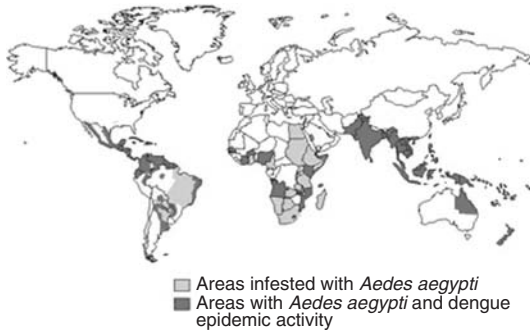 Areas infested with Aedes aegypti
Areas with Aedes aegypti and dengue
epidemic activity